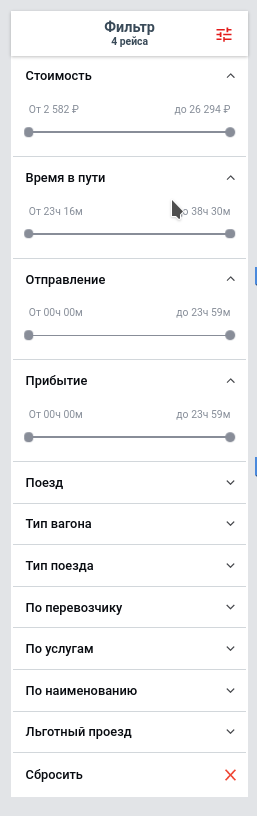 Фильтр
4 рейса
Стоимость
От 2 582 ₽ до 26 294 ₽
Время в пути
От 23ч 16м о 38ч 30м
Отправление
От 00ч 00м до 23ч 59м
Прибытие
От 00ч 00м до 23ч 59м
Поезд
Тип вагона
Тип поезда
По перевозчику
По услугам
По наименованию
Льготный проезд
Сбросить